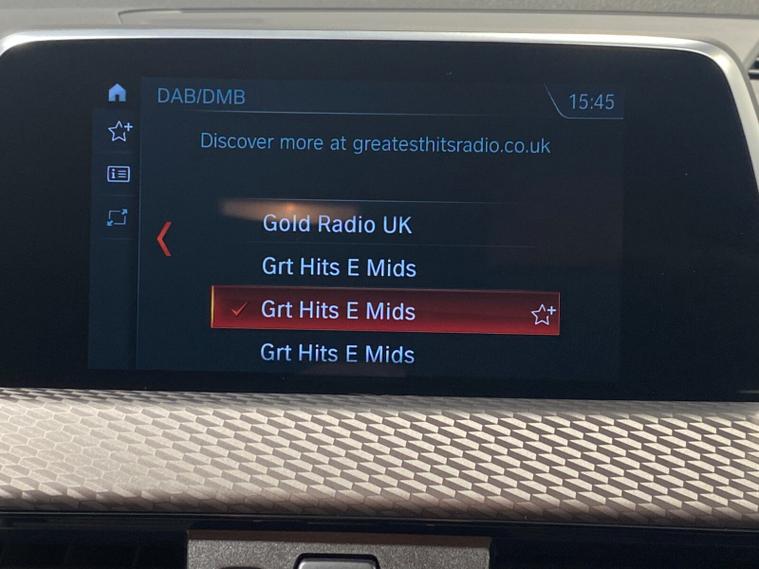 DAB/DMB
15:45
Discover more at greatesthitsradio.co.uk
Gold Radio UK
Grt Hits E Mids
Grt Hits E Mids
Grt Hits E Mids